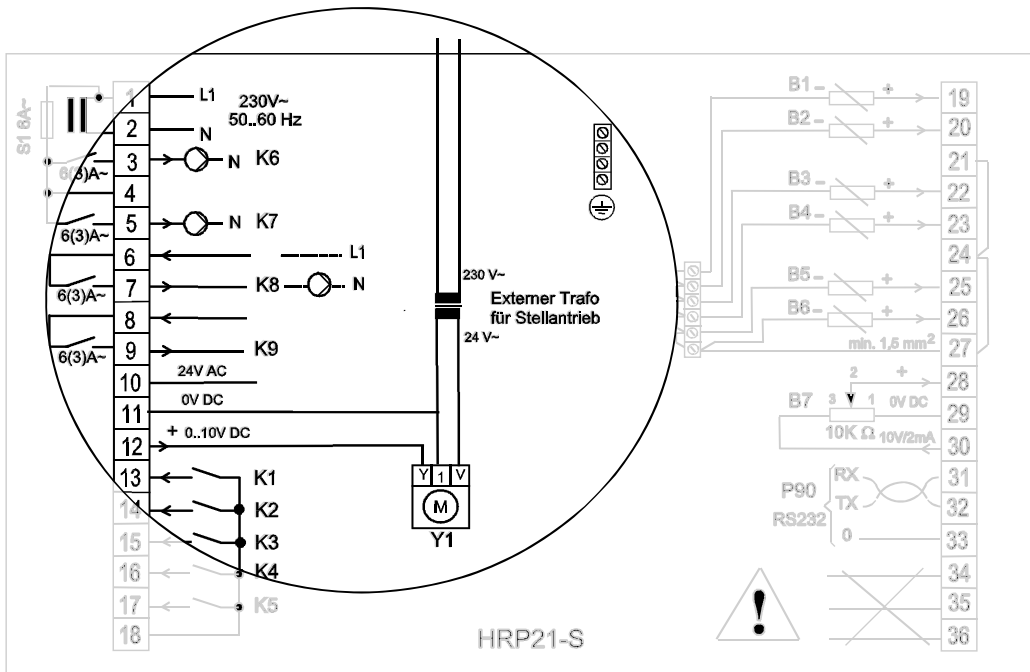 S1 6A~
1 L1
230V~
50..60 Hz
2 N
3 N K6
6(3)A~
4
5 N K7
6(3)A~
6 L1
7 K8 N
6(3)A~
8
9 K9
6(3)A~
10 24V AC
11 0V DC
12 + 0..10V DC
13 K1
14 K2
15 K3
16 K4
17 K5
18
230 V~
Externer Trafo
für Stellantrieb
24 V~
Y 1 V
M
Y1
B1 - + 19
B2 - + 20
21
B3 - + 22
B4 - + 23
24
B5 - + 25
B6 - + 26
min. 1,5 mm² 27
2 + 28
B7 3 1 0V DC 29
10K Ω 10V/2mA 30
RX 31
P90
TX 32
RS232
0 33
34
35
36
!
HRP21-S